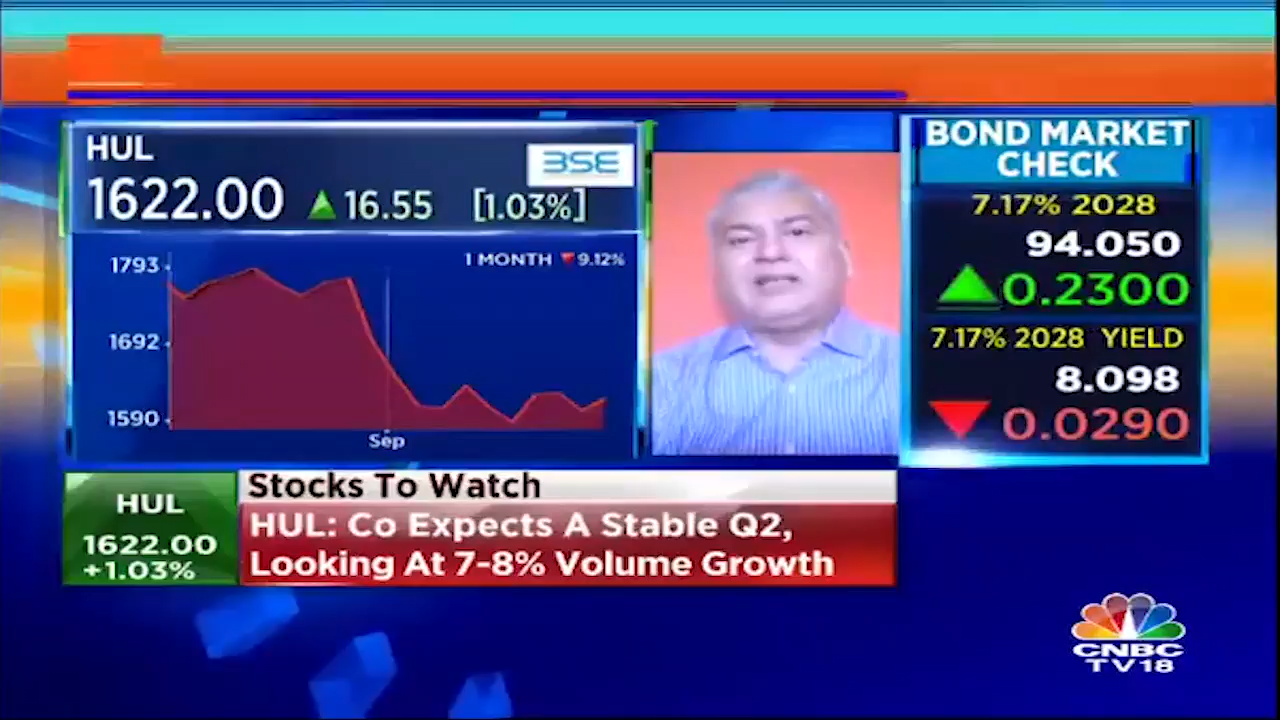 HUL
BSE
1622.00 ▲ 16.55 [1.03%]
1 MONTH ▼9.12%
1793
1692
1590
Sep
BOND MARKET
CHECK
7.17% 2028
94.050
▲0.2300
7.17% 2028 YIELD
8.098
▼0.0290
HUL
1622.00
+1.03%
Stocks To Watch
HUL: Co Expects A Stable Q2,
Looking At 7-8% Volume Growth
CNBC
TV18